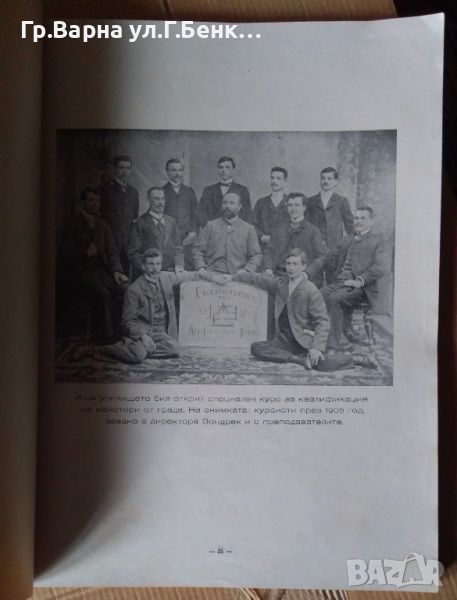 Гр.Варна ул.Г.Бенк...
Към училището бил открит специален курс за квалификация
на майстори от града. На снимката: курсисти през 1905 год.
заедно с директора Вондрак и с преподавателите.
— 35 —
BAZAR